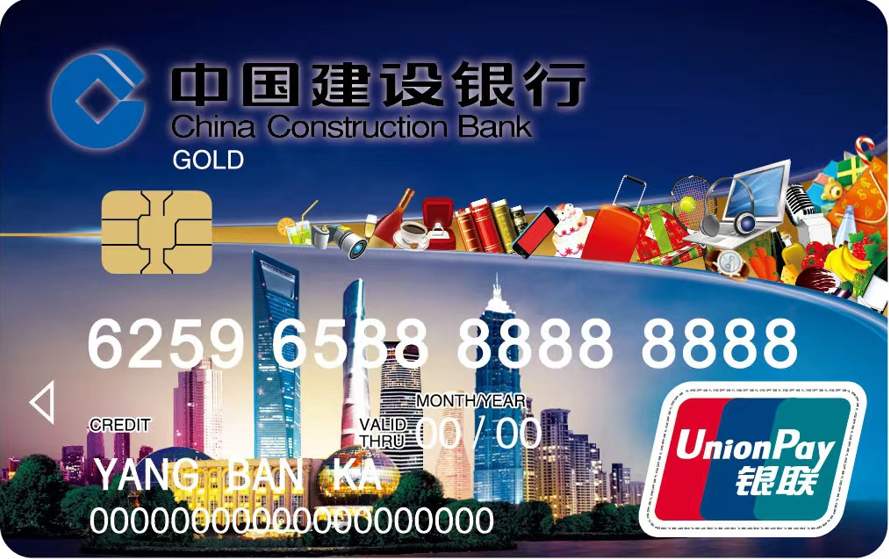 中国建设银行
China Construction Bank
GOLD
6259 6588 8888 8888
MONTH/YEAR
CREDIT
VALID
THRU
00/00
YANG BAN KA
0000000000000000000000
UnionPay
银联